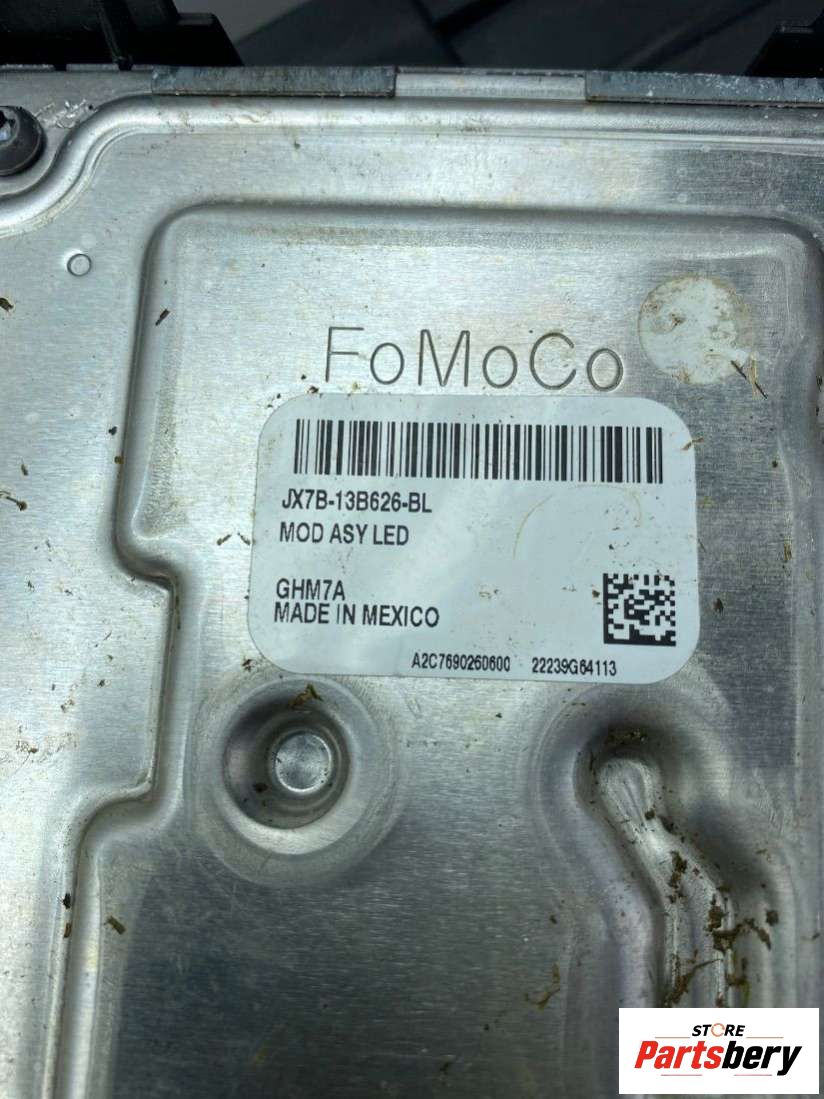 FoMoCo
JX7B-13B626-BL
MOD ASY LED
GHM7A
MADE IN MEXICO
A2C7690260600 22239G64113
STORE
Partsbery